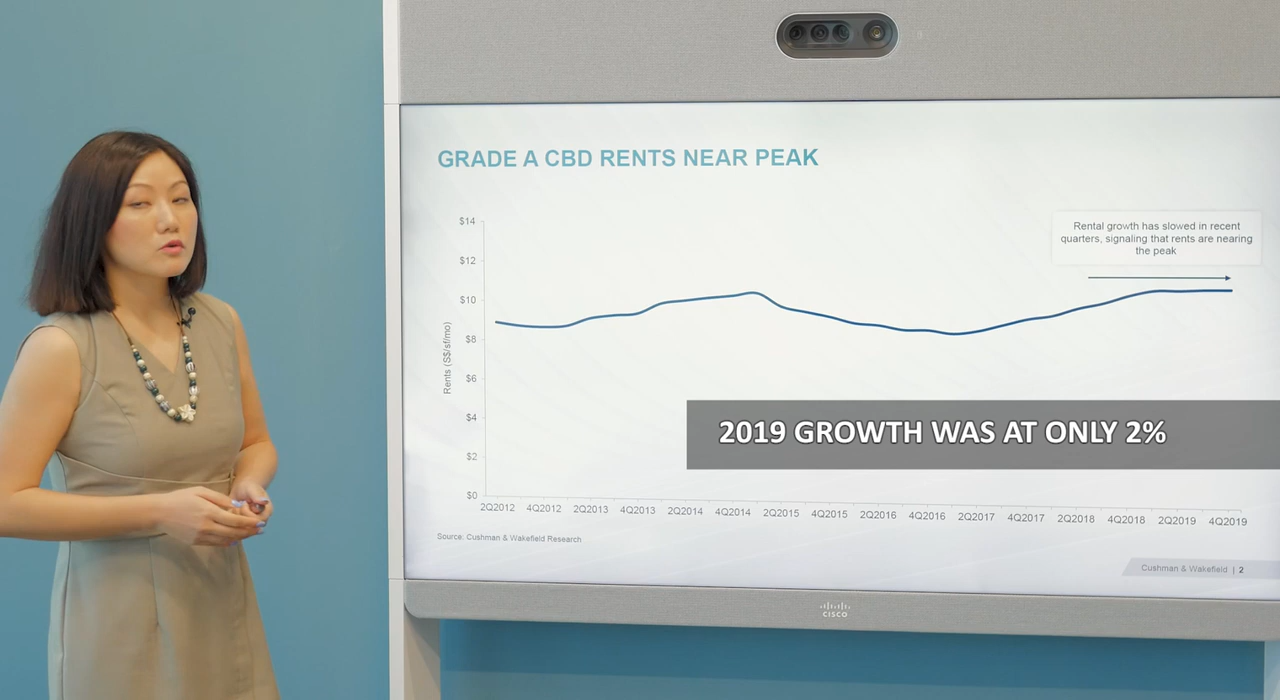 GRADE A CBD RENTS NEAR PEAK
$14
$12
$10
$8
$6
$4
$2
$0
Rents (S$/sf/mo)
Rental growth has slowed in recent
quarters, signaling that rents are nearing
the peak
2019 GROWTH WAS AT ONLY 2%
2Q2012 4Q2012 2Q2013 4Q2013 2Q2014 4Q2014 2Q2015 4Q2015 2Q2016 4Q2016 2Q2017 4Q2017 2Q2018 4Q2018 2Q2019 4Q2019
Source: Cushman & Wakefield Research
Cushman & Wakefield | 2
CISCO